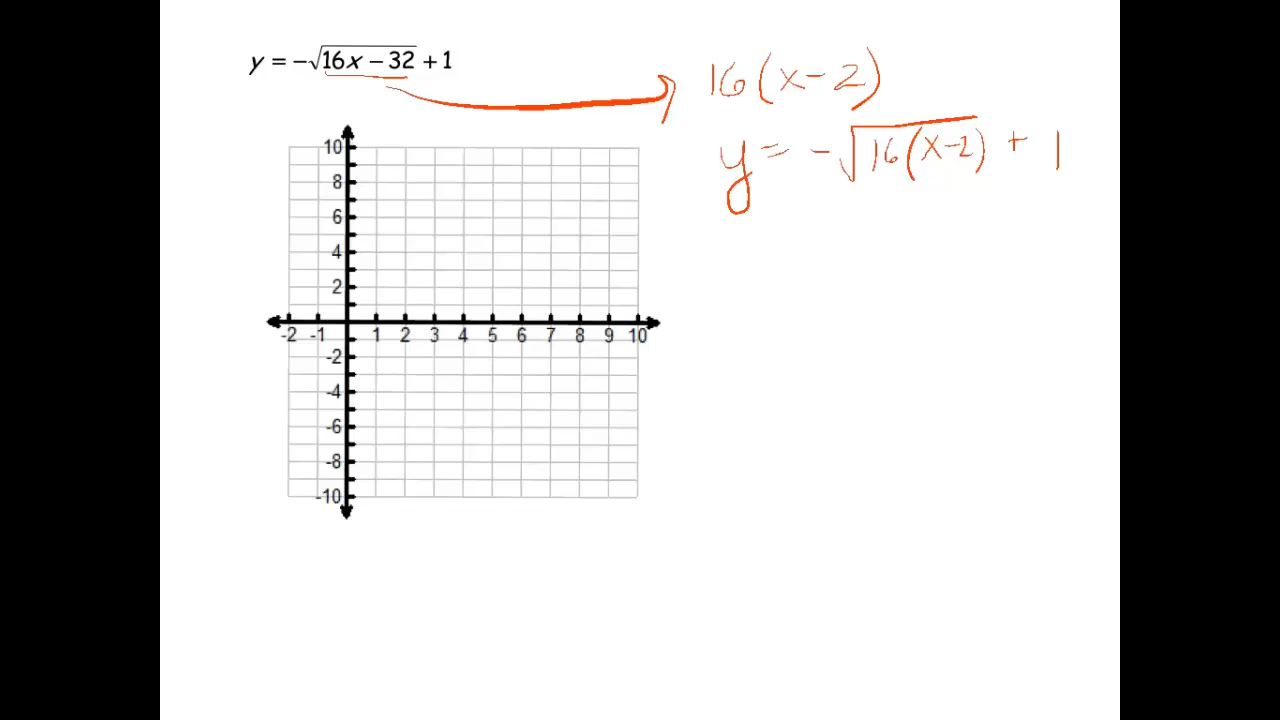 y = −√16x − 32 + 1
16(x−2)
y = −√16(x−2) + 1
10
8
6
4
2
-2 -1 1 2 3 4 5 6 7 8 9 10
-2
-4
-6
-8
-10